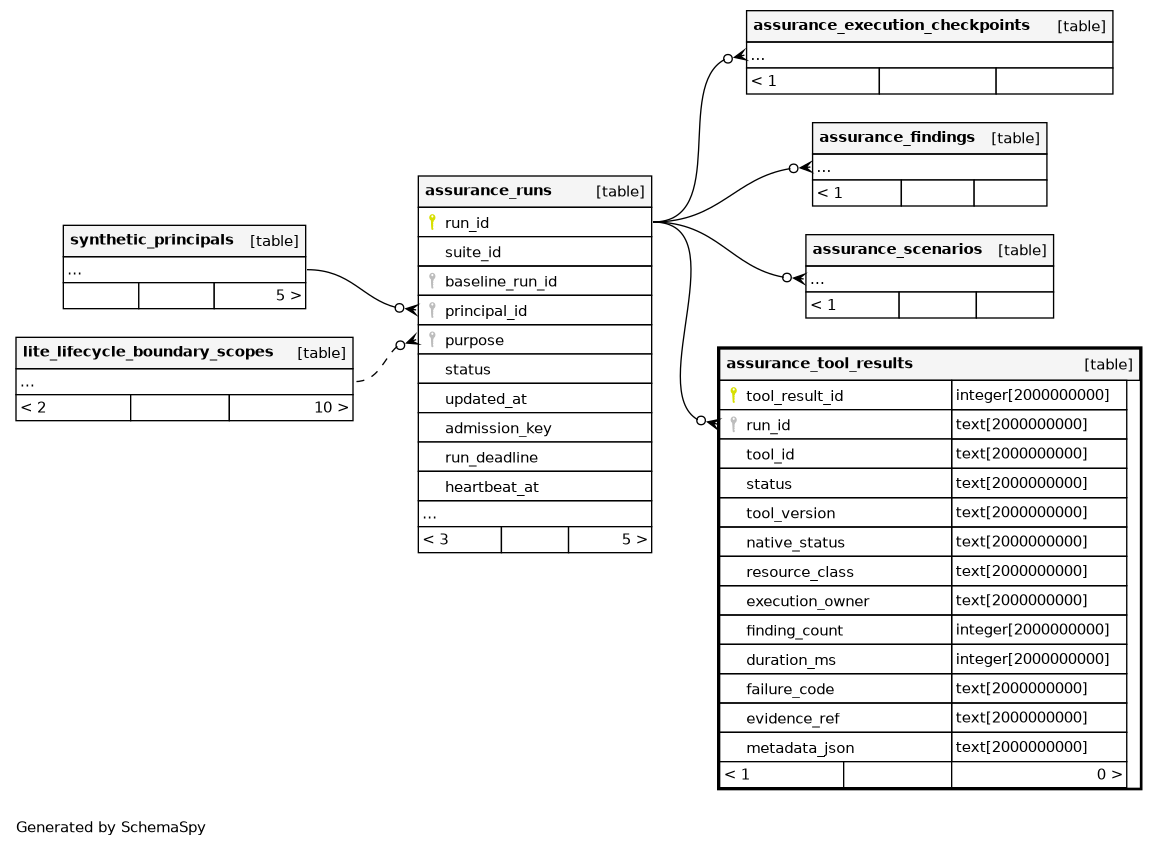 assurance_execution_checkpoints [table]
...
< 1
assurance_findings [table]
...
< 1
assurance_runs [table]
run_id
suite_id
baseline_run_id
principal_id
purpose
status
updated_at
admission_key
run_deadline
heartbeat_at
...
< 3 5 >
synthetic_principals [table]
...
5 >
lite_lifecycle_boundary_scopes [table]
...
< 2 10 >
assurance_scenarios [table]
...
< 1
assurance_tool_results [table]
tool_result_id integer[2000000000]
run_id text[2000000000]
tool_id text[2000000000]
status text[2000000000]
tool_version text[2000000000]
native_status text[2000000000]
resource_class text[2000000000]
execution_owner text[2000000000]
finding_count integer[2000000000]
duration_ms integer[2000000000]
failure_code text[2000000000]
evidence_ref text[2000000000]
metadata_json text[2000000000]
< 1 0 >
Generated by SchemaSpy